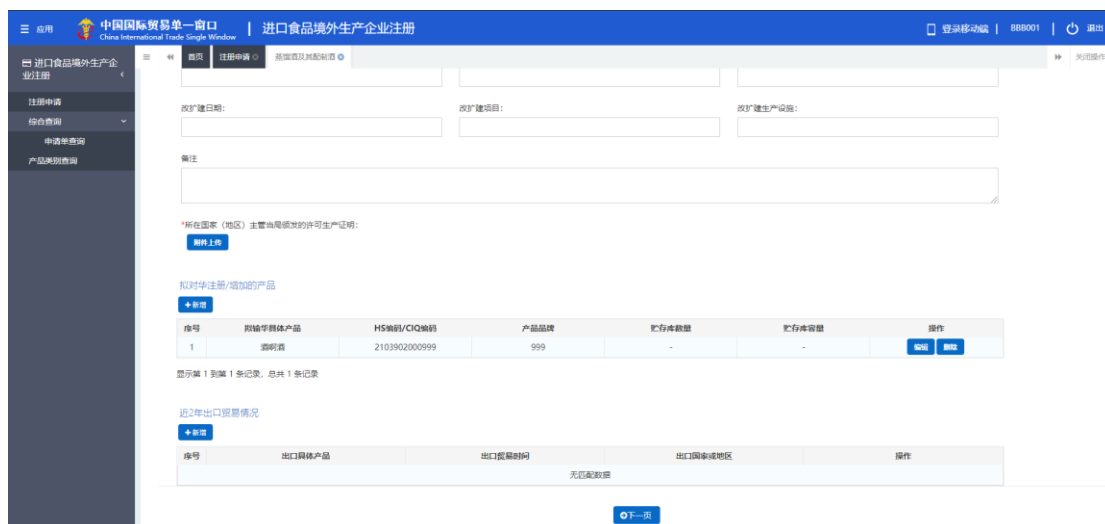 应用
中国国际贸易单一窗口
China International Trade Single Window
进口食品境外生产企业注册
登录移动端
BBB001
退出
进口食品境外生产企业注册
注册申请
综合查询
申请单查询
产品类别查询
首页
注册申请
蒸馏酒及其配制酒
关闭操作
改扩建日期:
改扩建项目:
改扩建生产设施:
备注
*所在国家（地区）主管当局颁发的许可生产证明:
附件上传
拟对华注册/增加的产品
+新增
序号 拟输华具体产品 HS编码/CIQ编码 产品品牌 贮存库数量 贮存库容量 操作
1 酒呵酒 2103902000999 999 - - 编辑 删除
显示第 1 到第 1 条记录，总共 1 条记录
近2年出口贸易情况
+新增
序号 出口具体产品 出口贸易时间 出口国家或地区 操作
无匹配数据
下一页